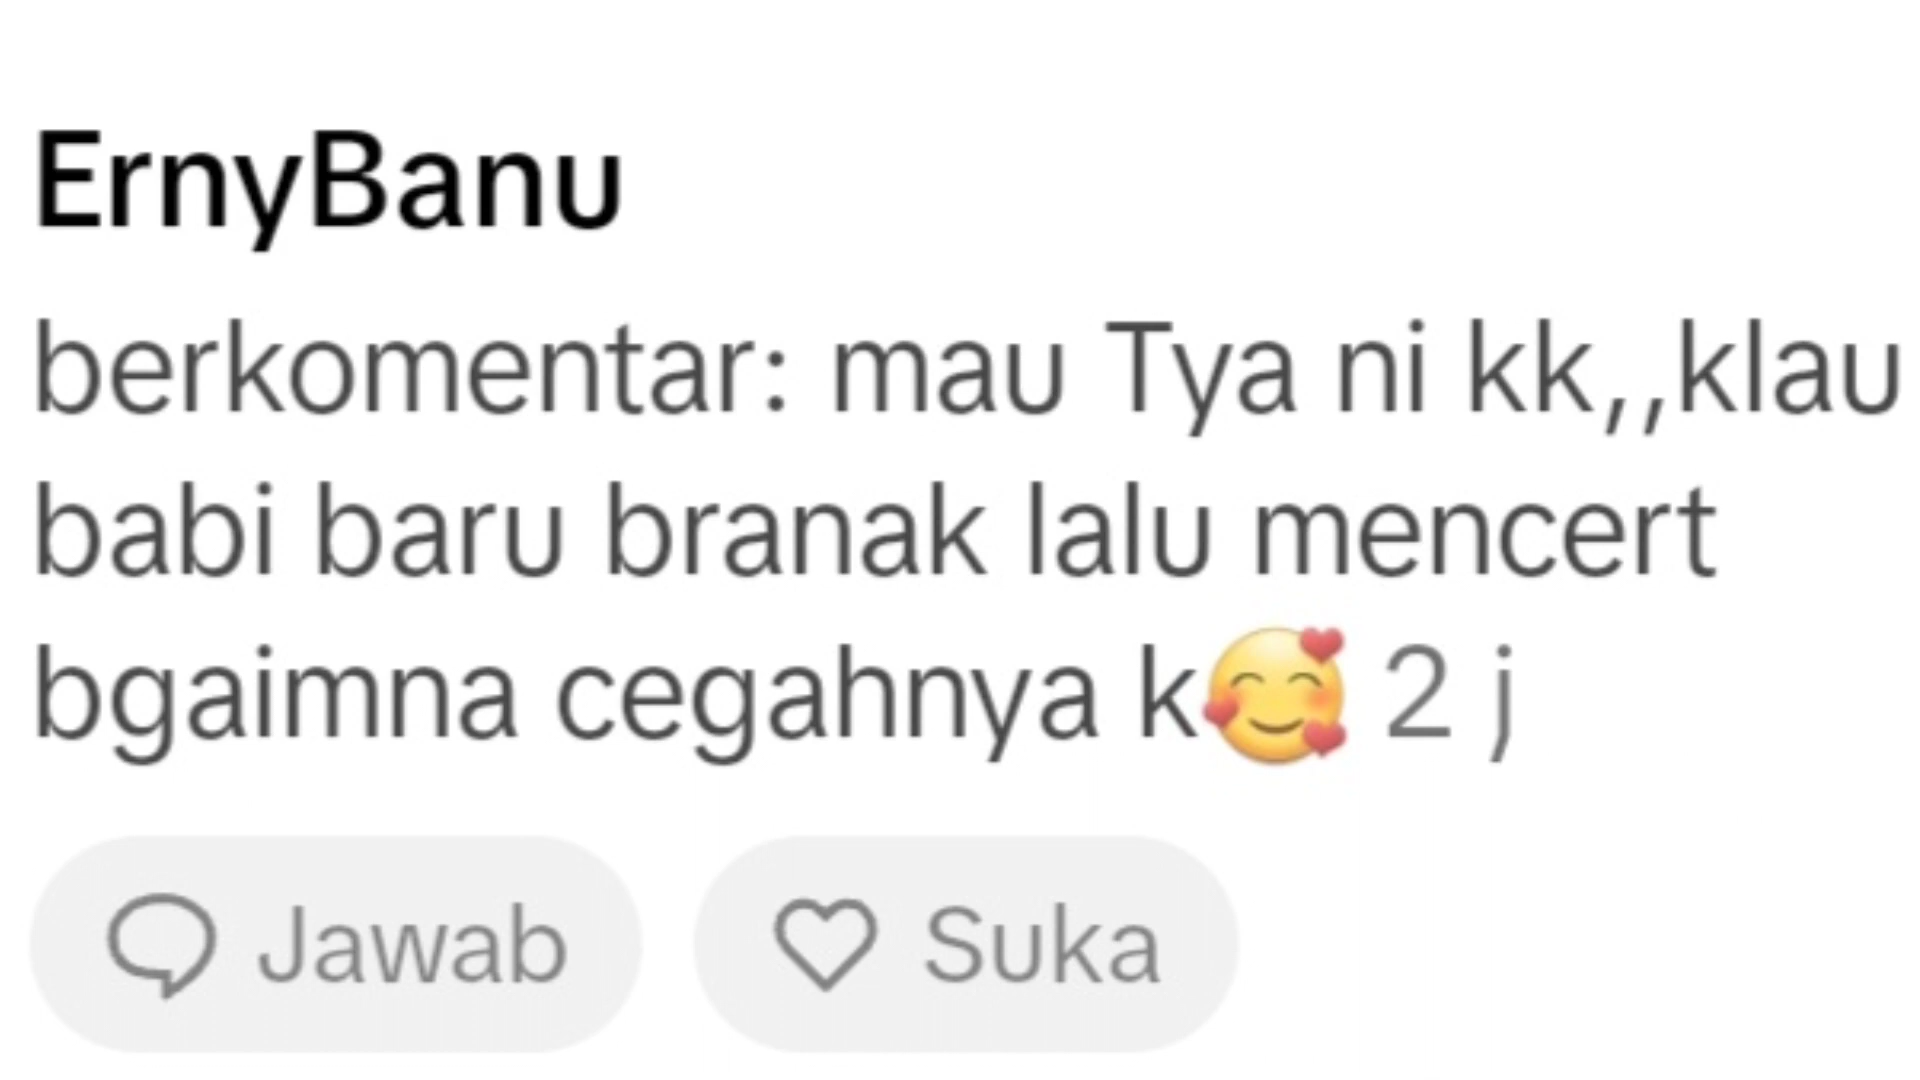 ErnyBanu
berkomentar: mau Tya ni kk,,klau
babi baru branak lalu mencert
bgaimna cegahnya k🥰 2 j
Jawab
Suka